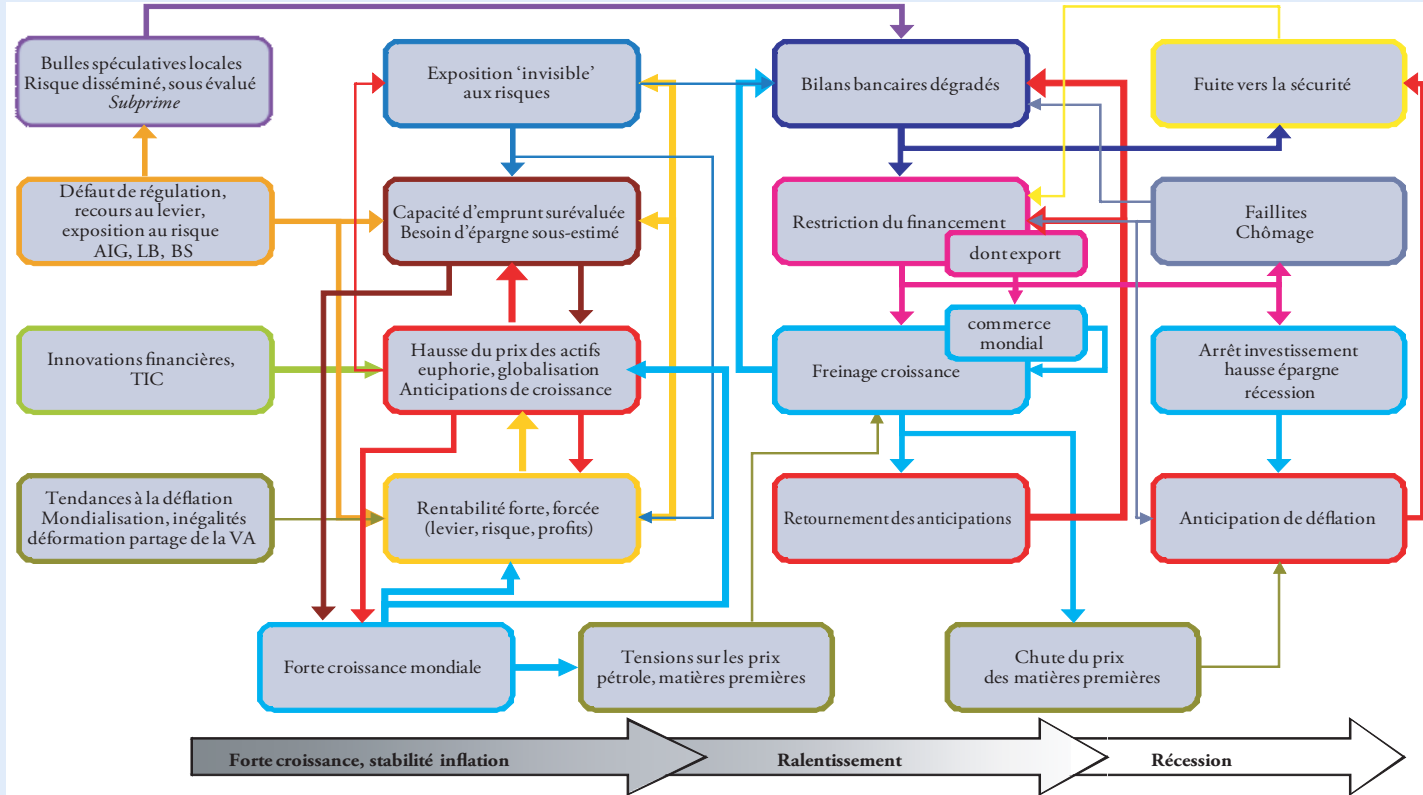 Bulles spéculatives locales
Risque disséminé, sous évalué
Subprime
Exposition ‘invisible’
aux risques
Bilans bancaires dégradés
Fuite vers la sécurité
Défaut de régulation,
recours au levier,
exposition au risque
AIG, LB, BS
Capacité d’emprunt surévaluée
Besoin d’épargne sous-estimé
Restriction du financement
dont export
Faillites
Chômage
Innovations financières,
TIC
Hausse du prix des actifs
euphorie, globalisation
Anticipations de croissance
commerce
mondial
Freinage croissance
Arrêt investissement
hausse épargne
récession
Tendances à la déflation
Mondialisation, inégalités
déformation partage de la VA
Rentabilité forte, forcée
(levier, risque, profits)
Retournement des anticipations
Anticipation de déflation
Forte croissance mondiale
Tensions sur les prix
pétrole, matières premières
Chute du prix
des matières premières
Forte croissance, stabilité inflation
Ralentissement
Récession